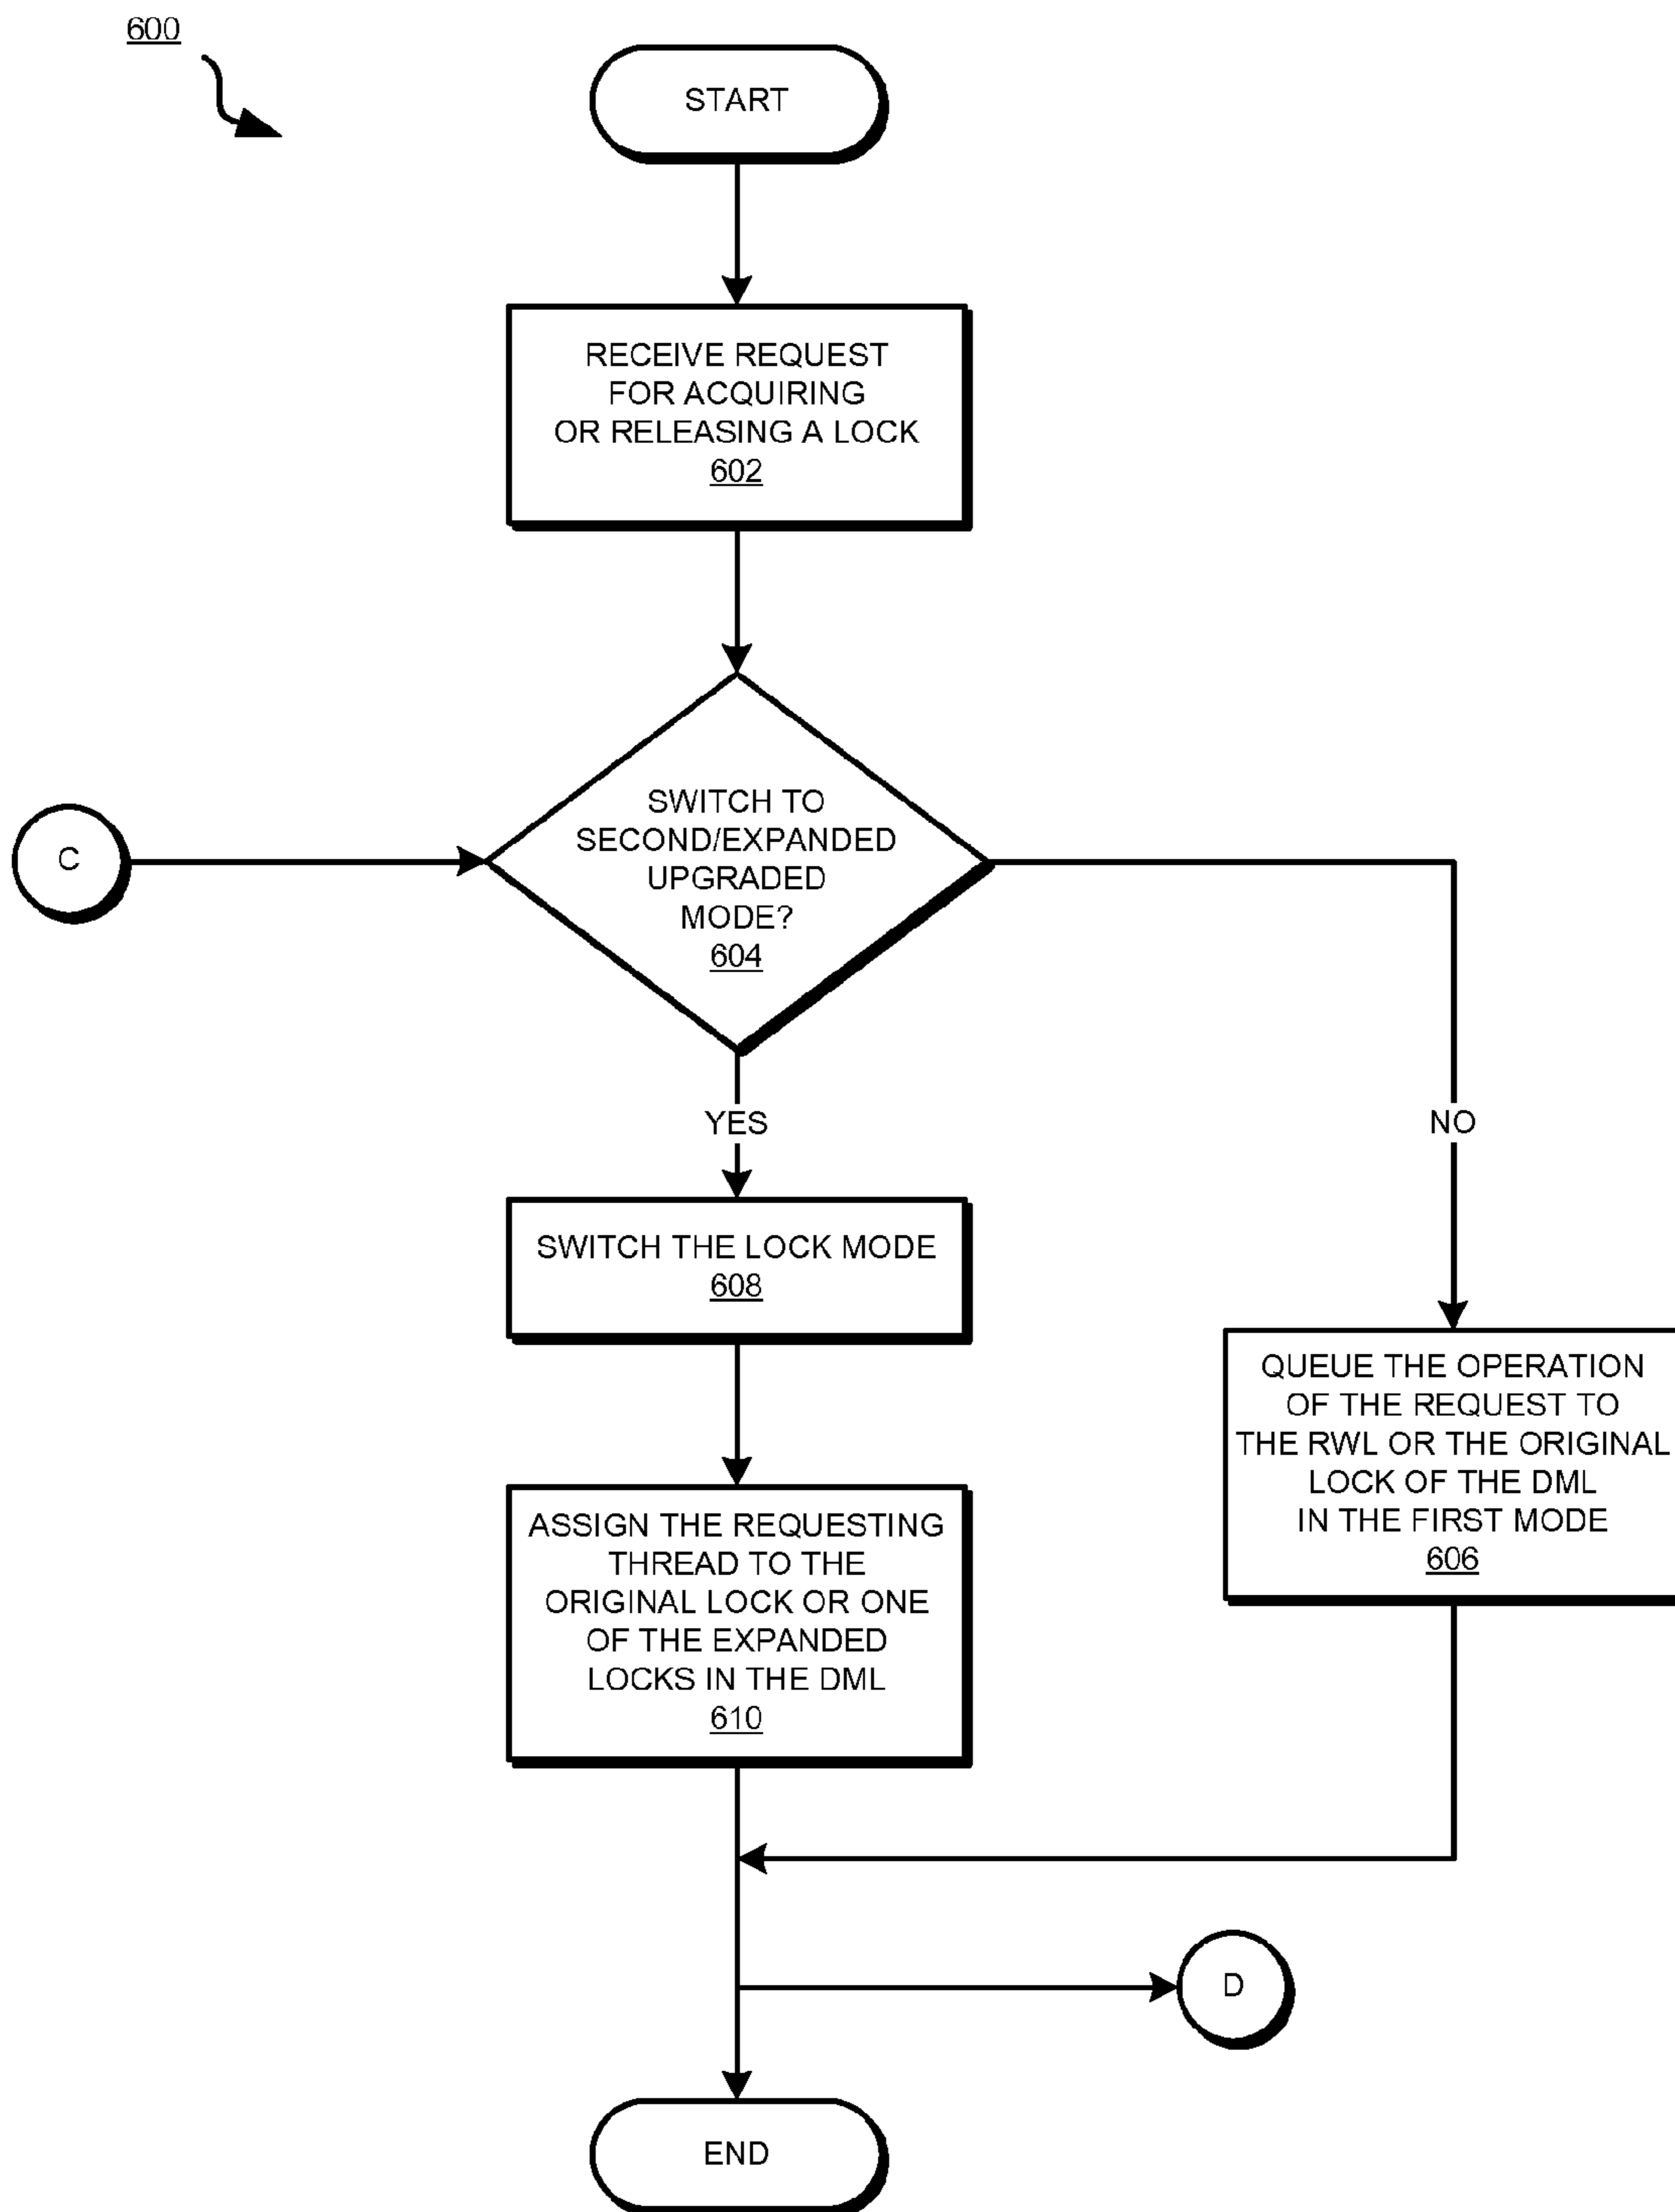 600
START
RECEIVE REQUEST
FOR ACQUIRING
OR RELEASING A LOCK
602
SWITCH TO
SECOND/EXPANDED
UPGRADED
MODE?
604
C
YES
NO
SWITCH THE LOCK MODE
608
QUEUE THE OPERATION
OF THE REQUEST TO
THE RWL OR THE ORIGINAL
LOCK OF THE DML
IN THE FIRST MODE
606
ASSIGN THE REQUESTING
THREAD TO THE
ORIGINAL LOCK OR ONE
OF THE EXPANDED
LOCKS IN THE DML
610
D
END